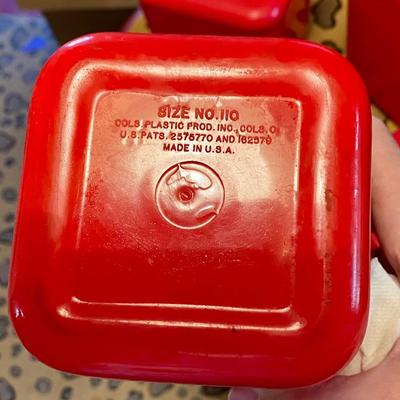 SIZE NO. 110
COLS. PLASTIC PROD. INC., COLS. O.
U.S. PATS. 2575770 AND 162579
MADE IN U.S.A.